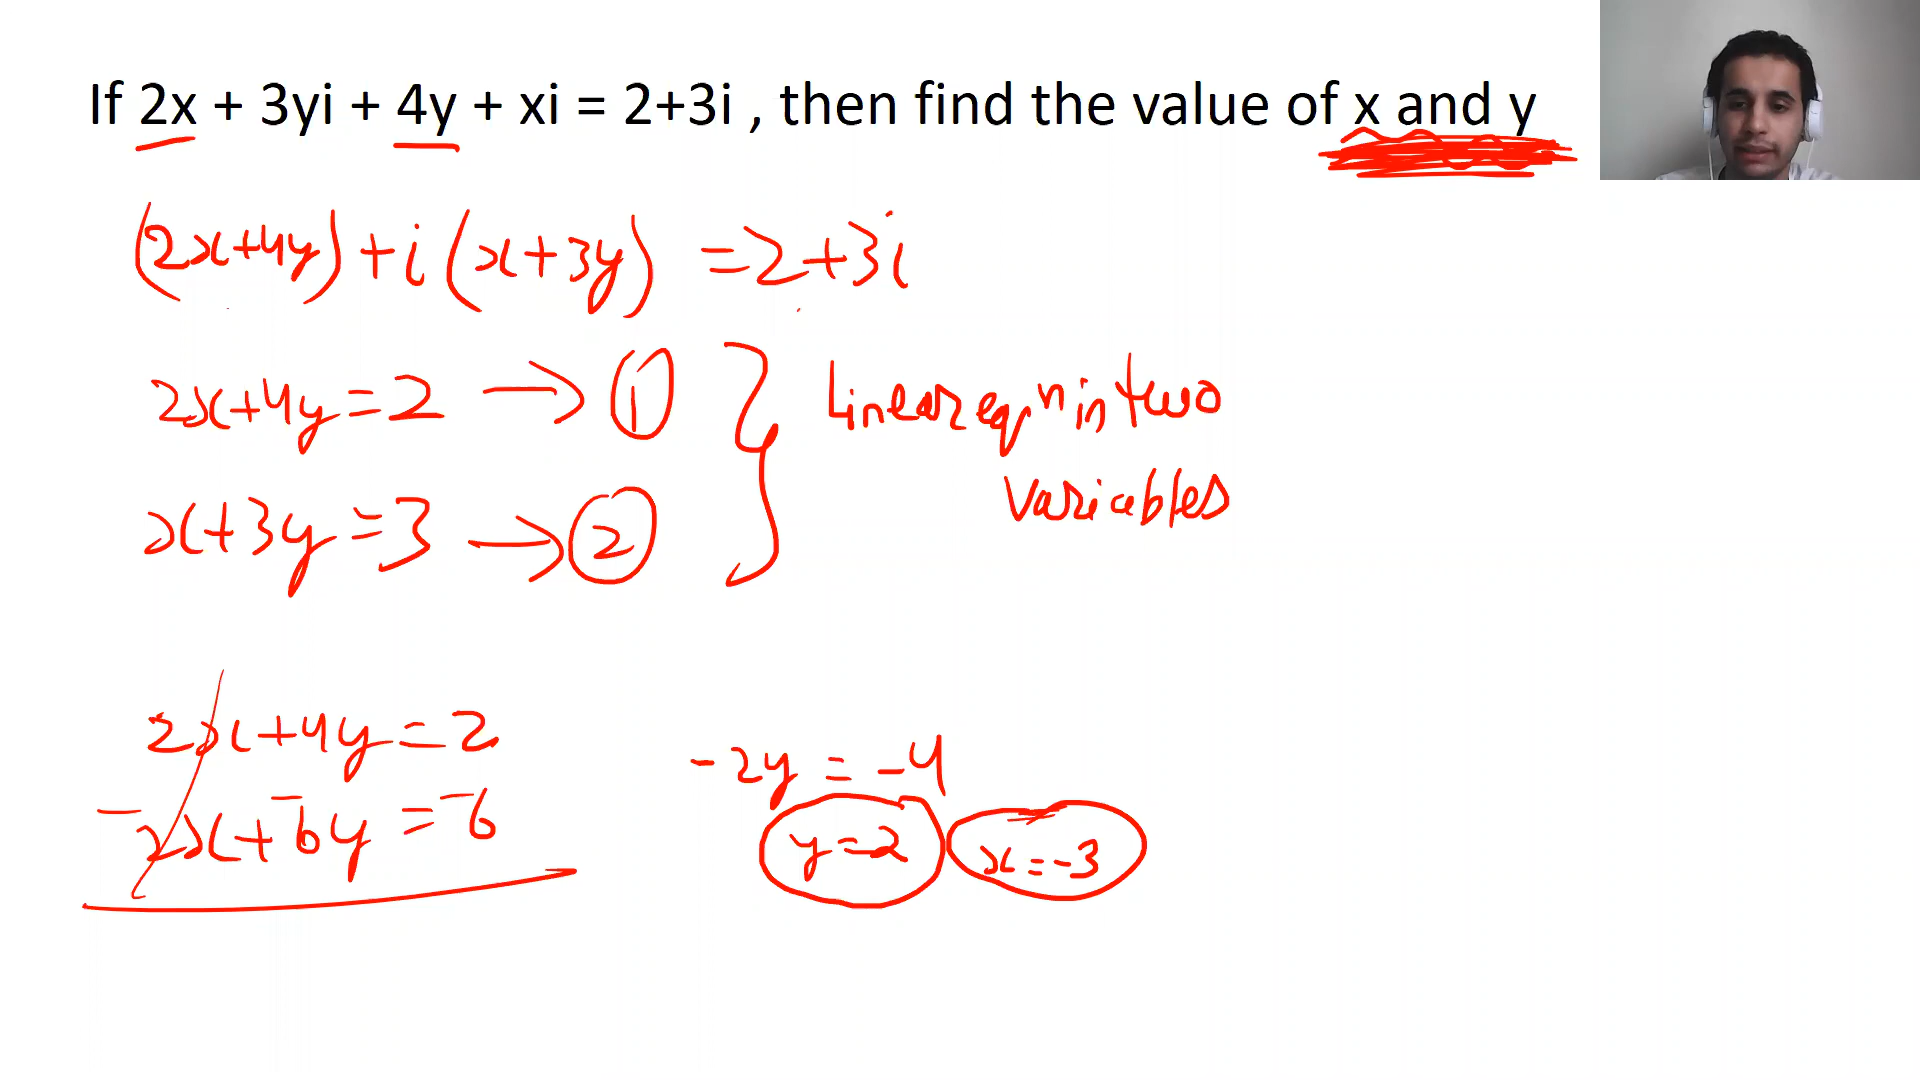 If 2x + 3yi + 4y + xi = 2+3i , then find the value of x and y
(2x+4y)+i(x+3y) =2+3i
2x+4y=2 → ①
x+3y=3 → ②
Linear eqn in two
variables
2x+4y=2
-2x+-6y=-6
-2y=-4
y=2 x=-3